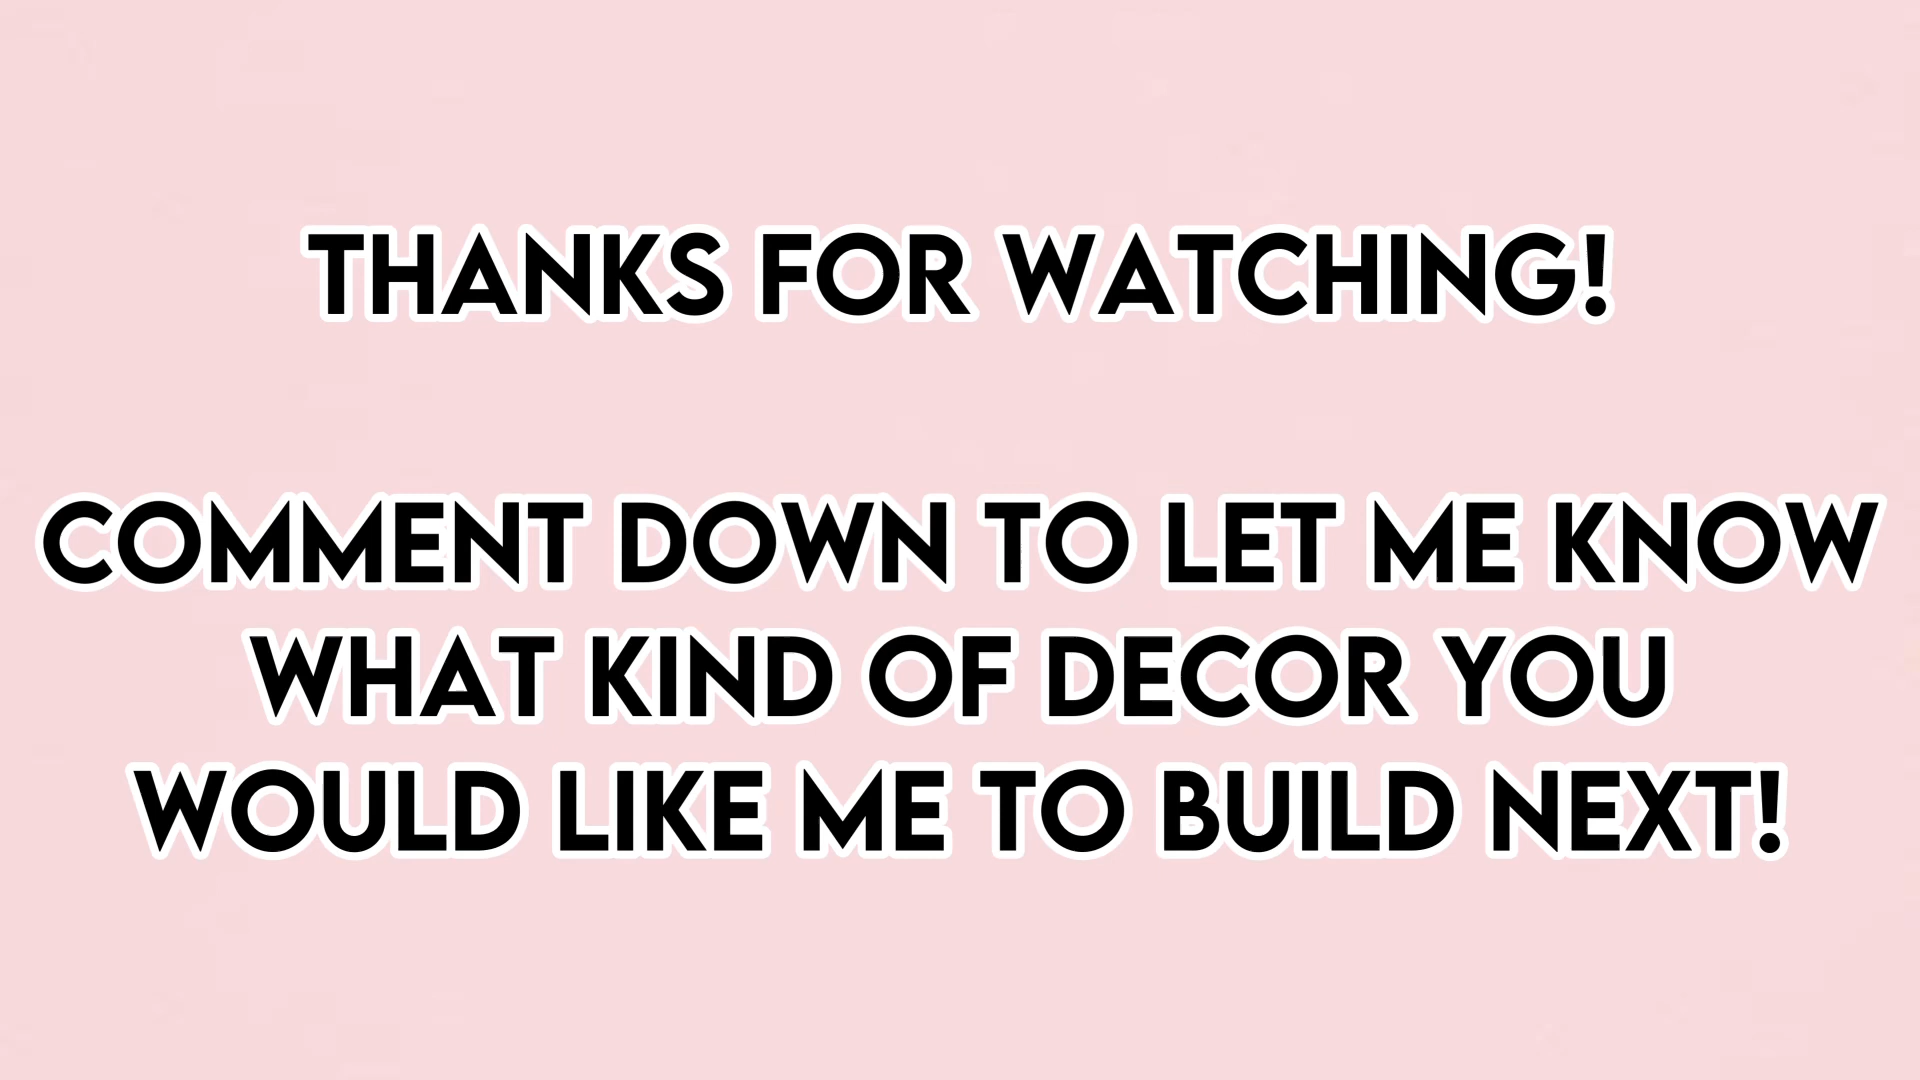 THANKS FOR WATCHING!
COMMENT DOWN TO LET ME KNOW
WHAT KIND OF DECOR YOU
WOULD LIKE ME TO BUILD NEXT!